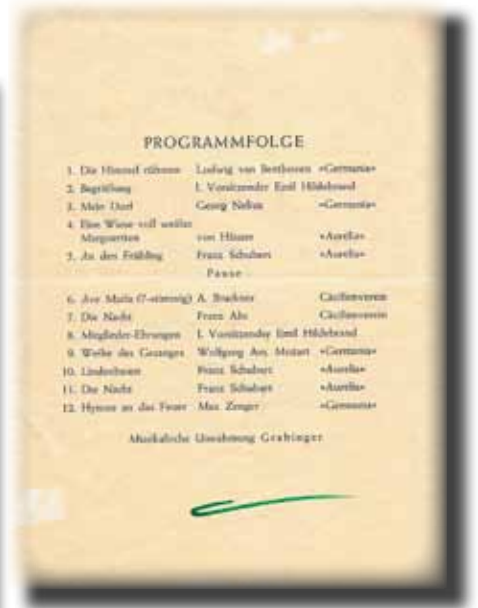 PROGRAMMFOLGE
1. Die Himmel rühmen Ludwig van Beethoven »Germania«
2. Begrüßung I. Vorsitzender Emil Hildebrand
3. Mein Dorf Georg Nellius »Germania«
4. Eine Wiese voll weißer
Margueriten von Hausen »Aurelia«
5. An den Frühling Franz Schubert »Aurelia«
Pause
6. Ave Maria (7-stimmig) A. Bruckner Cäcilienverein
7. Die Nacht Franz Abt Cäcilienverein
8. Mitglieder-Ehrungen I. Vorsitzender Emil Hildebrand
9. Weihe des Gesanges Wolfgang Am. Mozart »Germania«
10. Lindenbaum Franz Schubert »Aurelia«
11. Die Nacht Franz Schubert »Aurelia«
12. Hymne an das Feuer Max Zenger »Germania«
Musikalische Umrahmung Grabinger